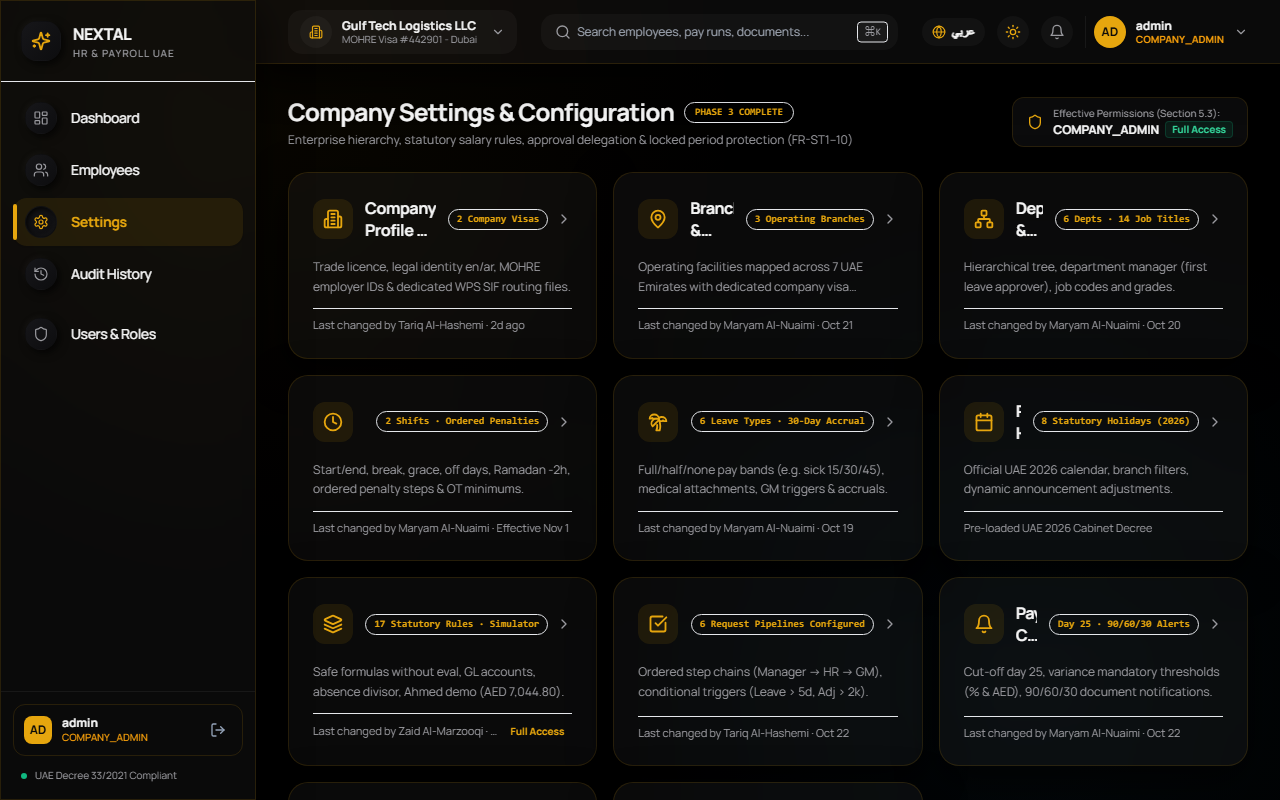 NEXTAL
HR & PAYROLL UAE
Dashboard
Employees
Settings
Audit History
Users & Roles
AD
admin
COMPANY_ADMIN
UAE Decree 33/2021 Compliant
Gulf Tech Logistics LLC
MOHRE Visa #442901 - Dubai
Search employees, pay runs, documents...
⌘K
عربي
AD
admin
COMPANY_ADMIN
Company Settings & Configuration
PHASE 3 COMPLETE
Enterprise hierarchy, statutory salary rules, approval delegation & locked period protection (FR-ST1–10)
Effective Permissions (Section 5.3):
COMPANY_ADMIN Full Access
Company
Profile ...
2 Company Visas
Trade licence, legal identity en/ar, MOHRE
employer IDs & dedicated WPS SIF routing files.
Last changed by Tariq Al-Hashemi · 2d ago
Branc
&...
3 Operating Branches
Operating facilities mapped across 7 UAE
Emirates with dedicated company visa...
Last changed by Maryam Al-Nuaimi · Oct 21
Dep
&...
6 Depts · 14 Job Titles
Hierarchical tree, department manager (first
leave approver), job codes and grades.
Last changed by Maryam Al-Nuaimi · Oct 20
2 Shifts · Ordered Penalties
Start/end, break, grace, off days, Ramadan -2h,
ordered penalty steps & OT minimums.
Last changed by Maryam Al-Nuaimi · Effective Nov 1
6 Leave Types · 30-Day Accrual
Full/half/none pay bands (e.g. sick 15/30/45),
medical attachments, GM triggers & accruals.
Last changed by Maryam Al-Nuaimi · Oct 19
8 Statutory Holidays (2026)
Official UAE 2026 calendar, branch filters,
dynamic announcement adjustments.
Pre-loaded UAE 2026 Cabinet Decree
17 Statutory Rules · Simulator
Safe formulas without eval, GL accounts,
absence divisor, Ahmed demo (AED 7,044.80).
Last changed by Zaid Al-Marzooqi · ...
Full Access
6 Request Pipelines Configured
Ordered step chains (Manager → HR → GM),
conditional triggers (Leave > 5d, Adj > 2k).
Last changed by Tariq Al-Hashemi · Oct 22
Pay
C...
Day 25 · 90/60/30 Alerts
Cut-off day 25, variance mandatory thresholds
(% & AED), 90/60/30 document notifications.
Last changed by Maryam Al-Nuaimi · Oct 22